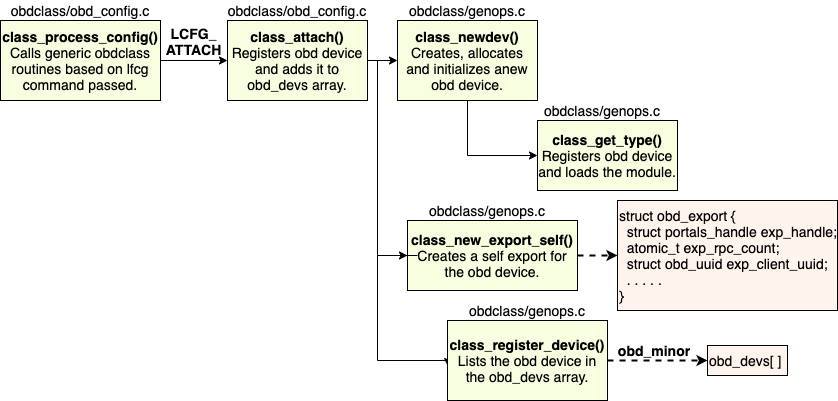 obdclass/obd_config.c
class_process_config()
Calls generic obdclass
routines based on lfcg
command passed.
LCFG_
ATTACH
obdclass/obd_config.c
class_attach()
Registers obd device
and adds it to
obd_devs array.
obdclass/genops.c
class_newdev()
Creates, allocates
and initializes anew
obd device.
obdclass/genops.c
class_get_type()
Registers obd device
and loads the module.
obdclass/genops.c
class_new_export_self()
Creates a self export for
the obd device.
struct obd_export {
struct portals_handle exp_handle;
atomic_t exp_rpc_count;
struct obd_uuid exp_client_uuid;
. . . . .
}
obdclass/genops.c
class_register_device()
Lists the obd device in
the obd_devs array.
obd_minor
obd_devs[ ]